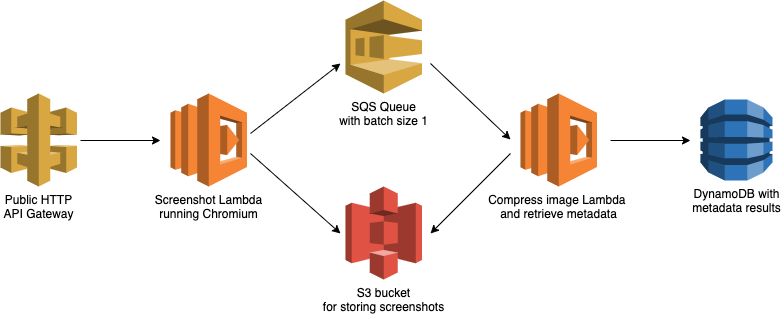 SQS Queue
with batch size 1
Public HTTP
API Gateway
Screenshot Lambda
running Chromium
Compress image Lambda
and retrieve metadata
DynamoDB with
metadata results
S3 bucket
for storing screenshots